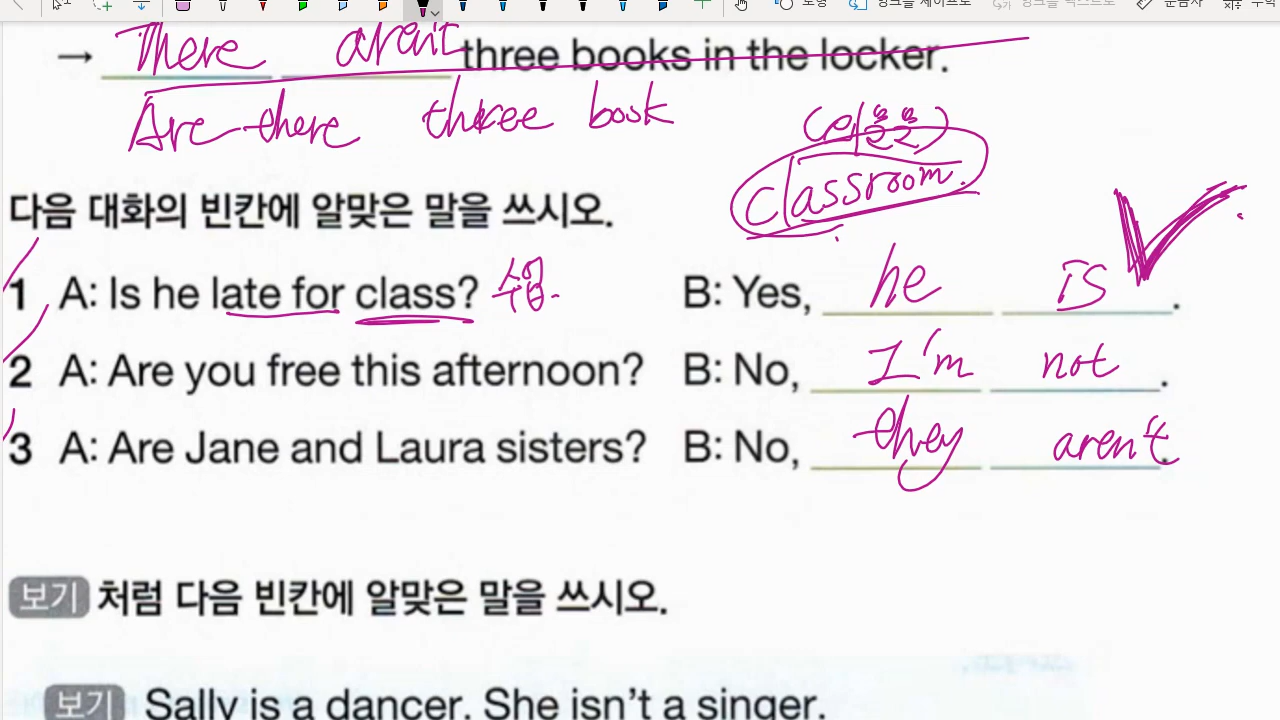 → There aren't three books in the locker.
Are there three book
classroom.
다음 대화의 빈칸에 알맞은 말을 쓰시오.
1 A: Is he late for class? 수업. B: Yes, he is.
2 A: Are you free this afternoon? B: No, I'm not.
3 A: Are Jane and Laura sisters? B: No, they aren't.
보기 처럼 다음 빈칸에 알맞은 말을 쓰시오.
보기 Sally is a dancer. She isn't a singer.